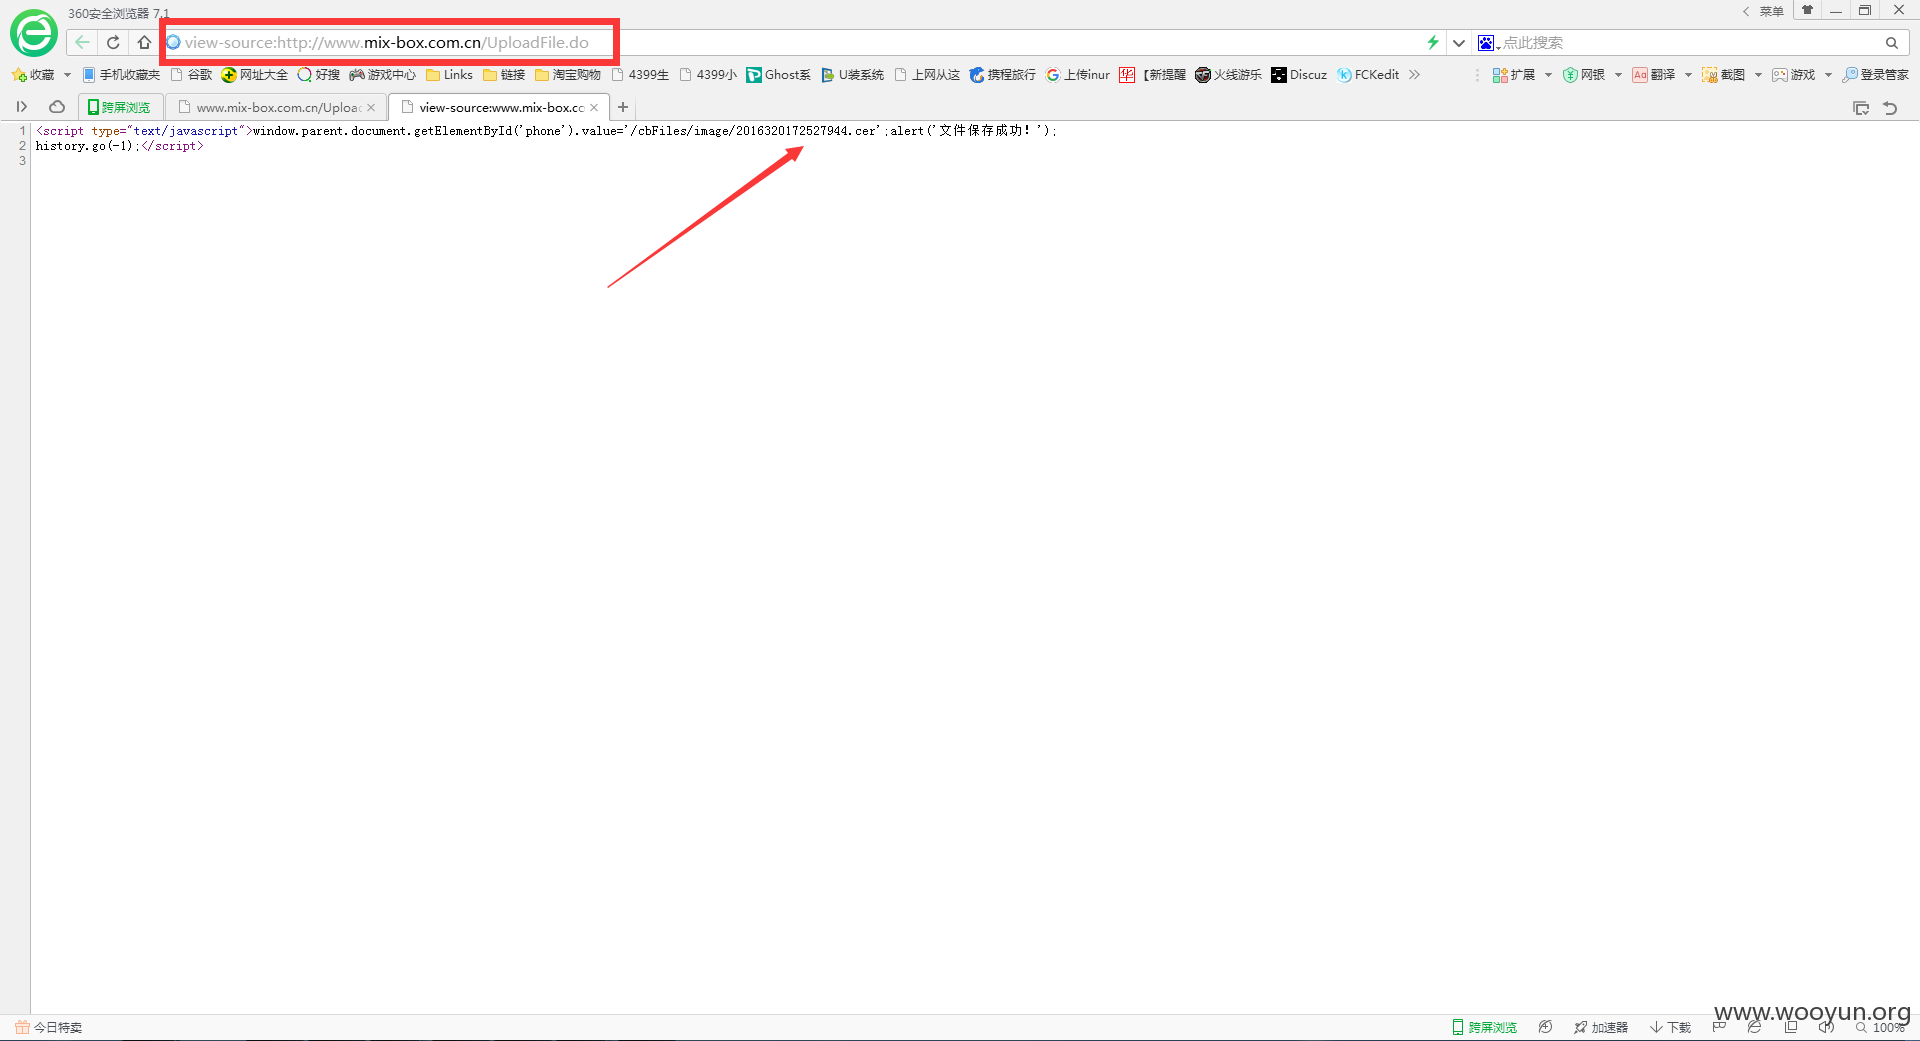 360安全浏览器 7.1
菜单
view-source:http://www.mix-box.com.cn/UploadFile.do
点此搜索
收藏 手机收藏夹 谷歌 网址大全 好搜 游戏中心 Links 链接 淘宝购物 4399生 4399小 Ghost系 U装系统 上网从这 携程旅行 上传inur 【新提醒 火线游乐 Discuz FCKedit 扩展 网银 翻译 截图 游戏 登录管家
跨屏浏览 www.mix-box.com.cn/Uploa view-source:www.mix-box.cc
1 <script type="text/javascript">window.parent.document.getElementById('phone').value='/cbFiles/image/2016320172527944.cer';alert('文件保存成功！');
2 history.go(-1);</script>
3
www.wooyun.org
今日特卖 跨屏浏览 加速器 下载 100%